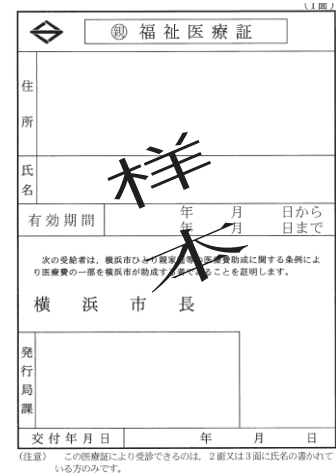 (1面)
㊞ 福祉医療証
住所
氏名
有効期間
年 月 日から
年 月 日まで
次の受給者は、横浜市ひとり親家庭等の医療費助成に関する条例によ
り医療費の一部を横浜市が助成する者であることを証明します。
横浜市長
発行局課
交付年月日 年 月 日
(注意) この医療証により受診できるのは、2面又は3面に氏名の書かれて
いる方のみです。
様本